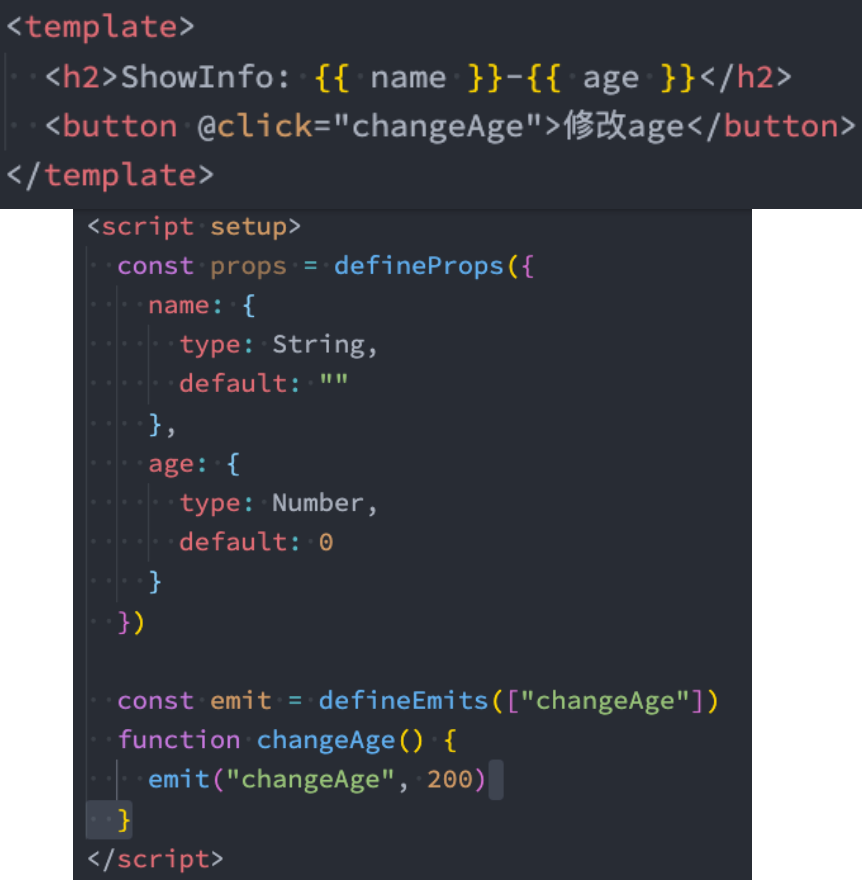 <template>
<h2>ShowInfo: {{ name }}-{{ age }}</h2>
<button @click="changeAge">修改age</button>
</template>
<script setup>
const props = defineProps({
name: {
type: String,
default: ""
},
age: {
type: Number,
default: 0
}
})
const emit = defineEmits(["changeAge"])
function changeAge() {
emit("changeAge", 200)
}
</script>